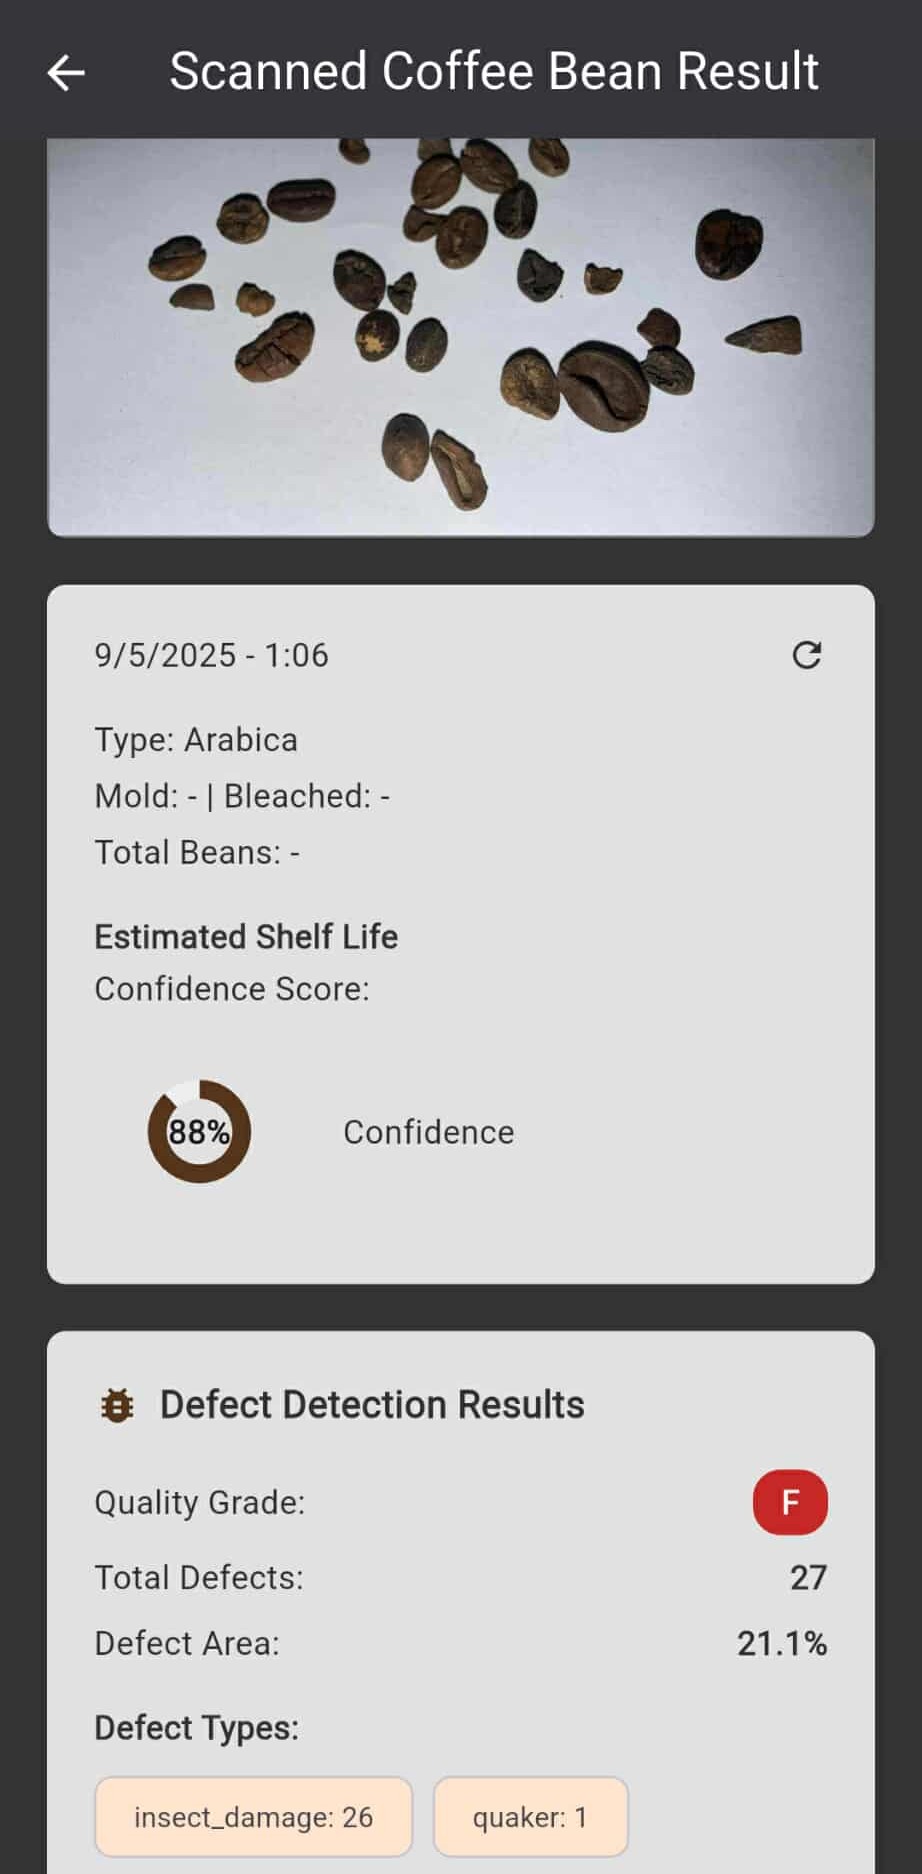 Scanned Coffee Bean Result
9/5/2025 - 1:06
Type: Arabica
Mold: - | Bleached: -
Total Beans: -
Estimated Shelf Life
Confidence Score:
88%
Confidence
Defect Detection Results
Quality Grade:
F
Total Defects:
27
Defect Area:
21.1%
Defect Types:
insect_damage: 26
quaker: 1